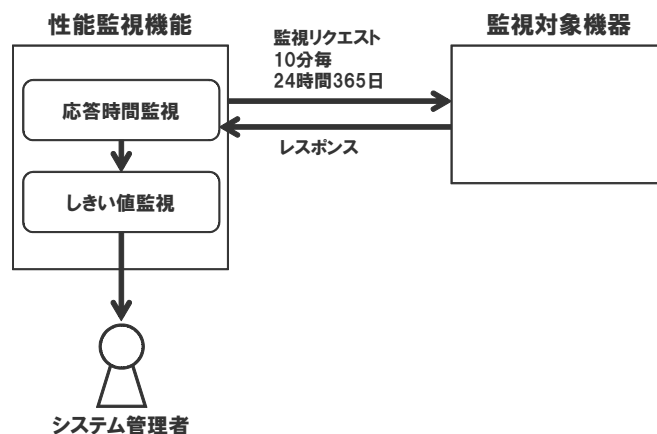 性能監視機能
監視対象機器
監視リクエスト
10分毎
24時間365日
応答時間監視
レスポンス
しきい値監視
システム管理者